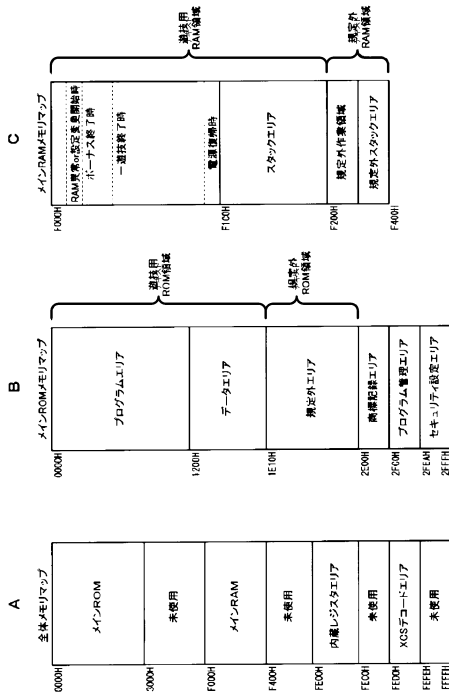 A
全体メモリマップ
0000H
メインROM
3000H
未使用
F000H
メインRAM
F400H
未使用
FE00H
内蔵レジスタエリア
FEC0H
未使用
FED0H
XCSデコードエリア
FEFEH
未使用
FFFFH
B
メインROMメモリマップ
0000H
プログラムエリア
1200H
データエリア
1E10H
規定外エリア
2E00H
商標記録エリア
2F00H
プログラム管理エリア
2FEAH
セキュリティ設定エリア
2FFFH
遊技用
ROM領域
規定外
ROM領域
C
メインRAMメモリマップ
F000H
RAM異常or設定変更開始時
ボーナス終了時
一遊技終了時
電源復帰時
F100H
スタックエリア
F200H
規定外作業領域
規定外スタックエリア
F400H
遊技用
RAM領域
規定外
RAM領域